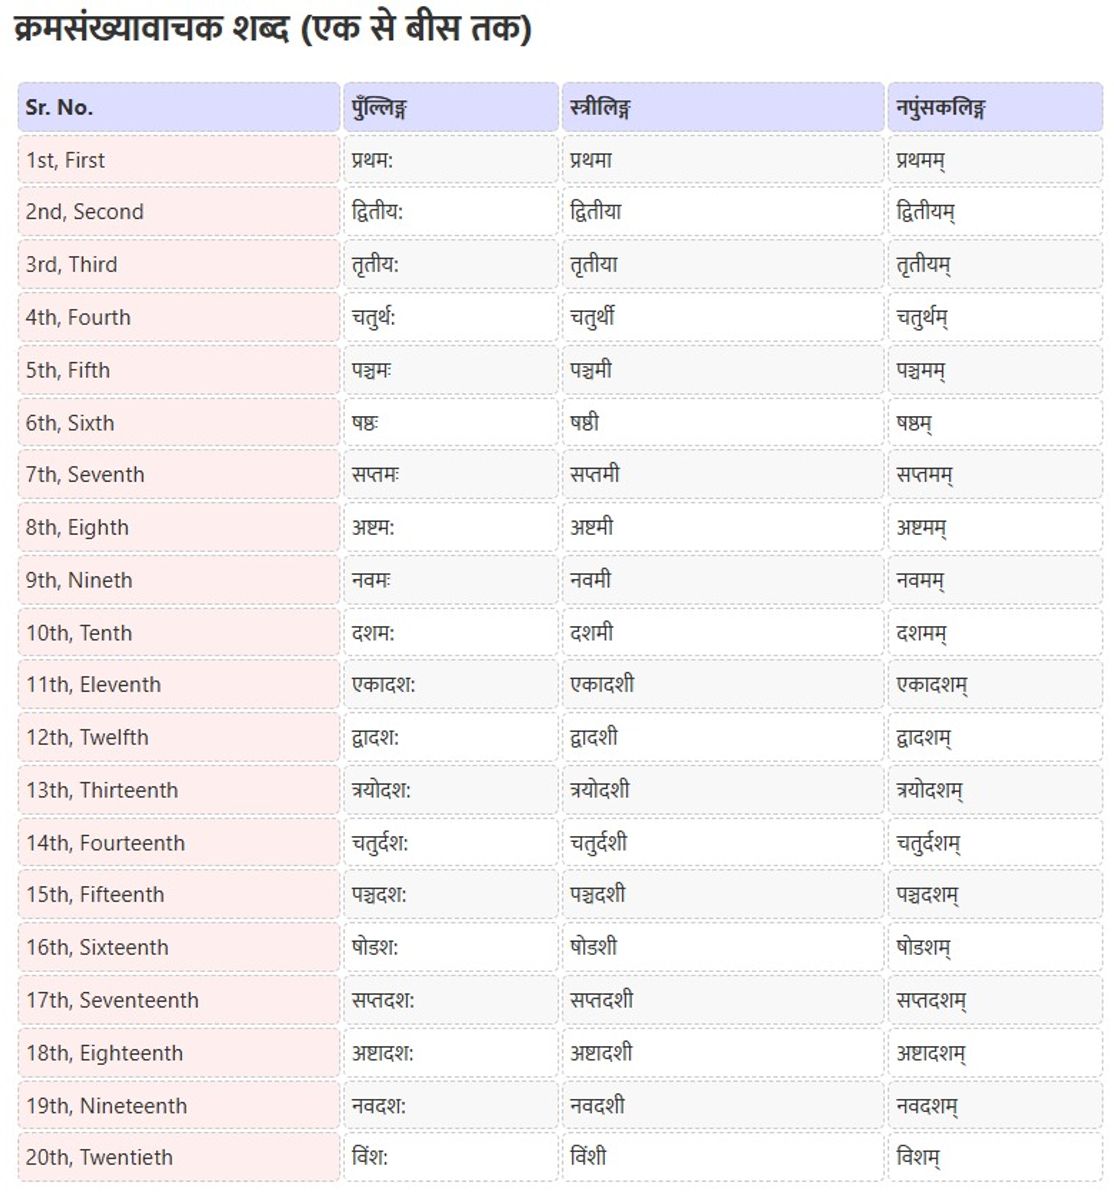 क्रमसंख्यावाचक शब्द (एक से बीस तक)
Sr. No. पुँल्लिङ्ग स्त्रीलिङ्ग नपुंसकलिङ्ग
1st, First प्रथम: प्रथमा प्रथमम्
2nd, Second द्वितीय: द्वितीया द्वितीयम्
3rd, Third तृतीय: तृतीया तृतीयम्
4th, Fourth चतुर्थ: चतुर्थी चतुर्थम्
5th, Fifth पञ्चमः पञ्चमी पञ्चमम्
6th, Sixth षष्ठः षष्ठी षष्ठम्
7th, Seventh सप्तमः सप्तमी सप्तमम्
8th, Eighth अष्टम: अष्टमी अष्टमम्
9th, Nineth नवमः नवमी नवमम्
10th, Tenth दशम: दशमी दशमम्
11th, Eleventh एकादश: एकादशी एकादशम्
12th, Twelfth द्वादश: द्वादशी द्वादशम्
13th, Thirteenth त्रयोदश: त्रयोदशी त्रयोदशम्
14th, Fourteenth चतुर्दश: चतुर्दशी चतुर्दशम्
15th, Fifteenth पञ्चदश: पञ्चदशी पञ्चदशम्
16th, Sixteenth षोडश: षोडशी षोडशम्
17th, Seventeenth सप्तदश: सप्तदशी सप्तदशम्
18th, Eighteenth अष्टादश: अष्टादशी अष्टादशम्
19th, Nineteenth नवदश: नवदशी नवदशम्
20th, Twentieth विंश: विंशी विशम्